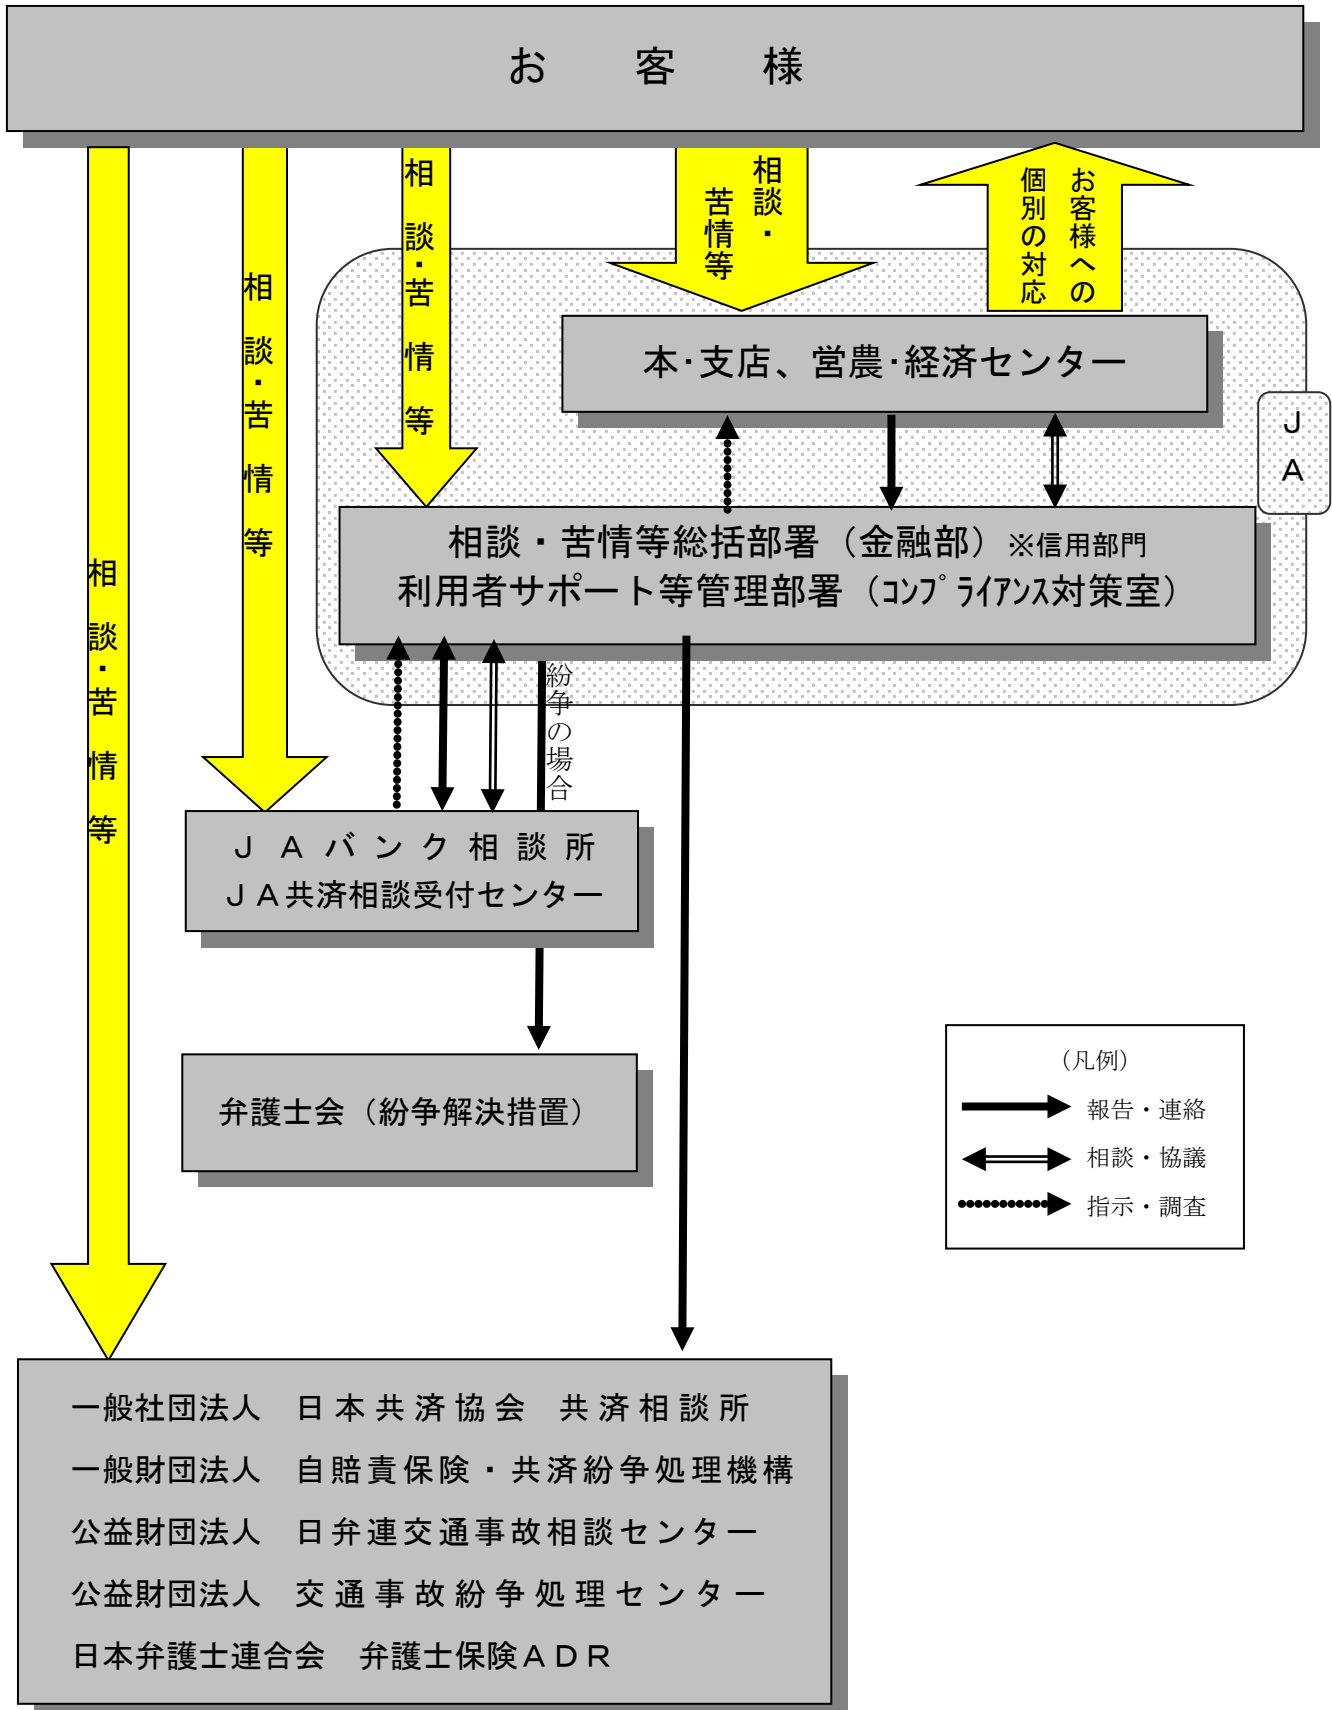 お客様
相談・苦情等
相談・苦情等
相談・苦情等
相談・
苦情等
お客様への
個別の対応
本・支店、営農・経済センター
ＪＡ
相談・苦情等総括部署（金融部）※信用部門
利用者サポート等管理部署（ｺﾝﾌﾟﾗｲｱﾝｽ対策室）
紛争の場合
ＪＡバンク相談所
ＪＡ共済相談受付センター
弁護士会（紛争解決措置）
（凡例）
報告・連絡
相談・協議
指示・調査
一般社団法人　日本共済協会　共済相談所
一般財団法人　自賠責保険・共済紛争処理機構
公益財団法人　日弁連交通事故相談センター
公益財団法人　交通事故紛争処理センター
日本弁護士連合会　弁護士保険ＡＤＲ